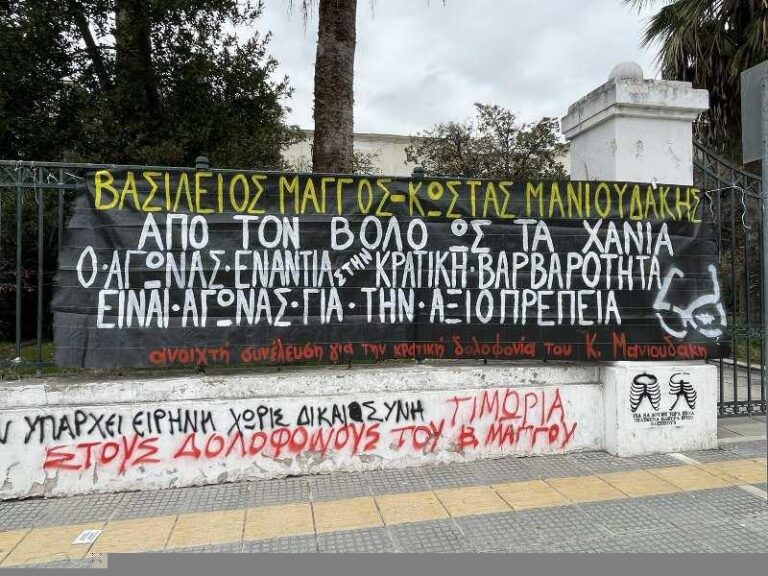 ΒΑΣΙΛΕΙΟΣ ΜΑΓΓΟΣ-ΚΩΣΤΑΣ ΜΑΝΙΟΥΔΑΚΗΣ
ΑΠΟ ΤΟΝ ΒΟΛΟ ΩΣ ΤΑ ΧΑΝΙΑ
Ο·ΑΓΩΝΑΣ·ΕΝΑΝΤΙΑ ΣΤΗΝ ΚΡΑΤΙΚΗ·ΒΑΡΒΑΡΟΤΗΤΑ
ΕΙΝΑΙ·ΑΓΩΝΑΣ·ΓΙΑ·ΤΗΝ·ΑΞΙΟΠΡΕΠΕΙΑ
ανοιχτή συνέλευση για την κρατική δολοφονία του Κ. Μανιουδάκη
Ν ΥΠΑΡΧΕΙ ΕΙΡΗΝΗ ΧΩΡΙΣ ΔΙΚΑΙΟΣΥΝΗ
ΤΙΜΩΡΙΑ
ΣΤΟΥΣ ΔΟΛΟΦΟΝΟΥΣ ΤΟΥ Β. ΜΑΓΓΟΥ